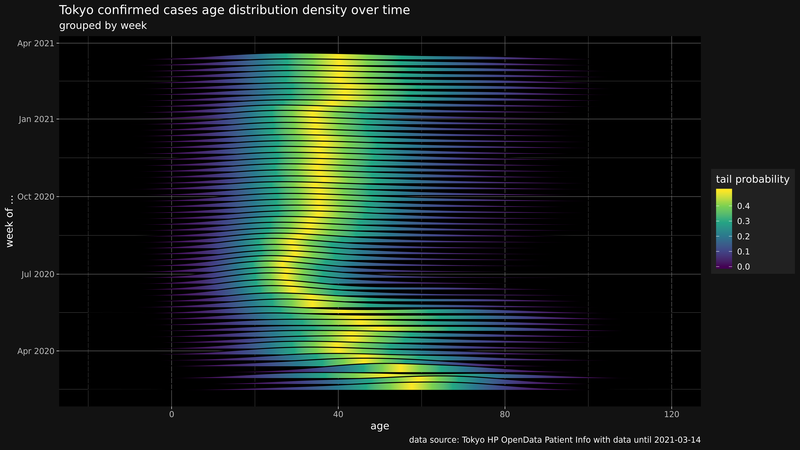 Tokyo confirmed cases age distribution density over time
grouped by week
Apr 2021
Jan 2021
Oct 2020
Jul 2020
Apr 2020
week of ...
0
40
80
120
age
tail probability
0.4
0.3
0.2
0.1
0.0
data source: Tokyo HP OpenData Patient Info with data until 2021-03-14